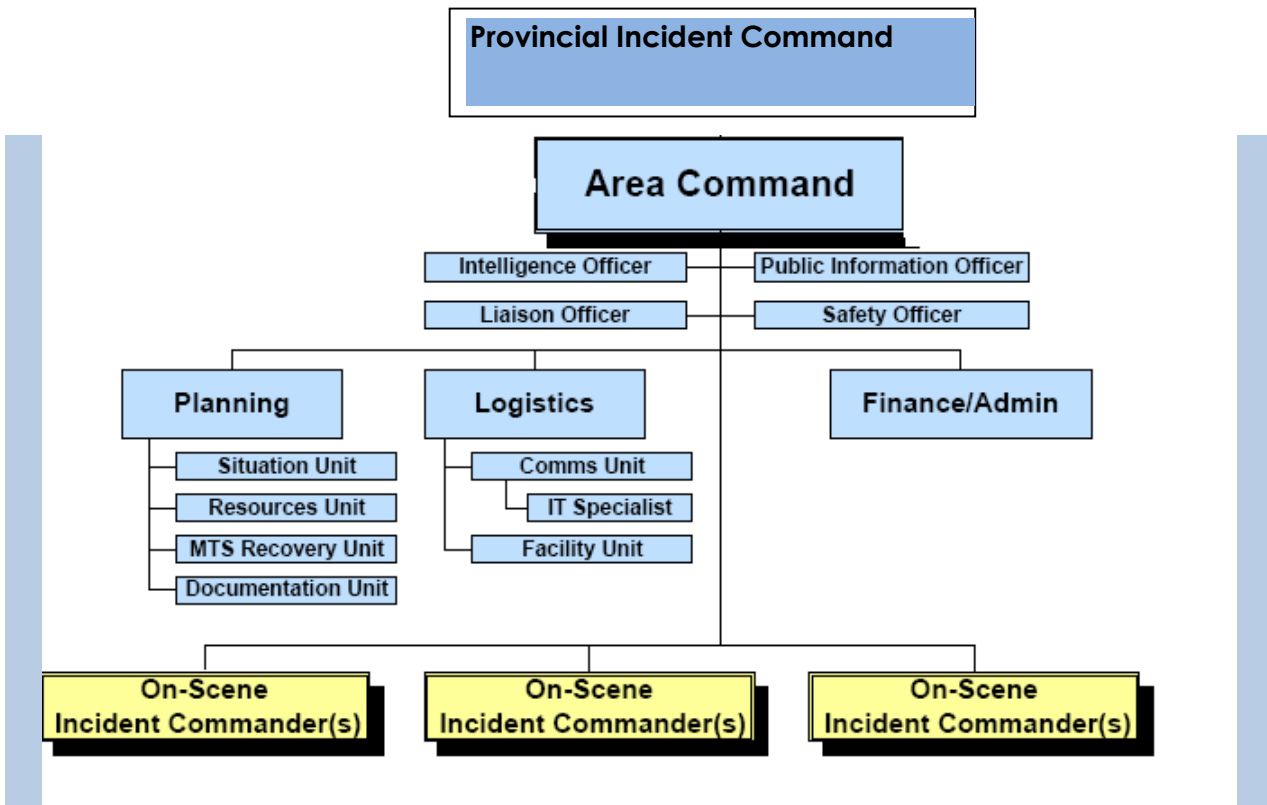 Provincial Incident Command
Area Command
Intelligence Officer
Public Information Officer
Liaison Officer
Safety Officer
Planning
Logistics
Finance/Admin
Situation Unit
Resources Unit
MTS Recovery Unit
Documentation Unit
Comms Unit
IT Specialist
Facility Unit
On-Scene
Incident Commander(s)
On-Scene
Incident Commander(s)
On-Scene
Incident Commander(s)